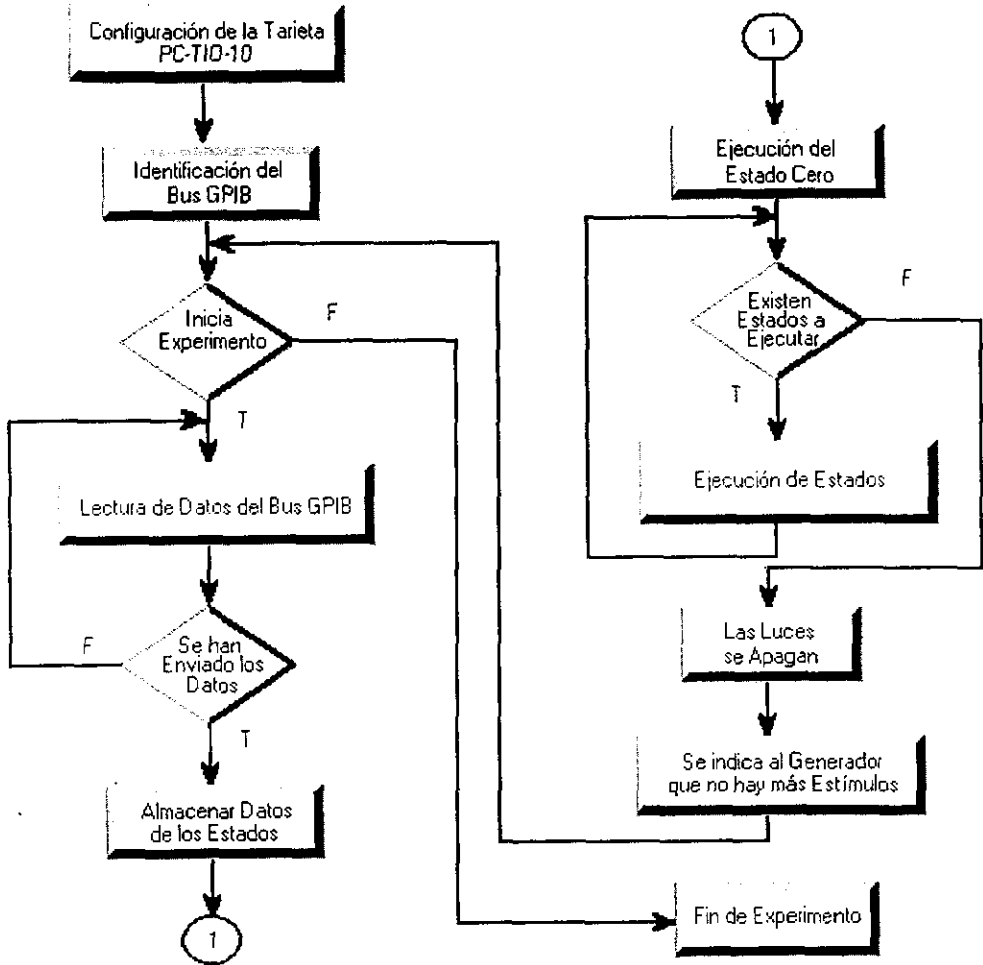 Configuración de la Tarieta
PC-TIO-10
Identificación del
Bus GPIB
Inicia
Experimento
F
T
Lectura de Datos del Bus GPIB
Se han
Enviado los
Datos
F
T
Almacenar Datos
de los Estados
1
1
Ejecución del
Estado Cero
Existen
Estados a
Ejecutar
F
T
Ejecución de Estados
Las Luces
se Apagan
Se indica al Generador
que no hay más Estímulos
Fin de Experimento